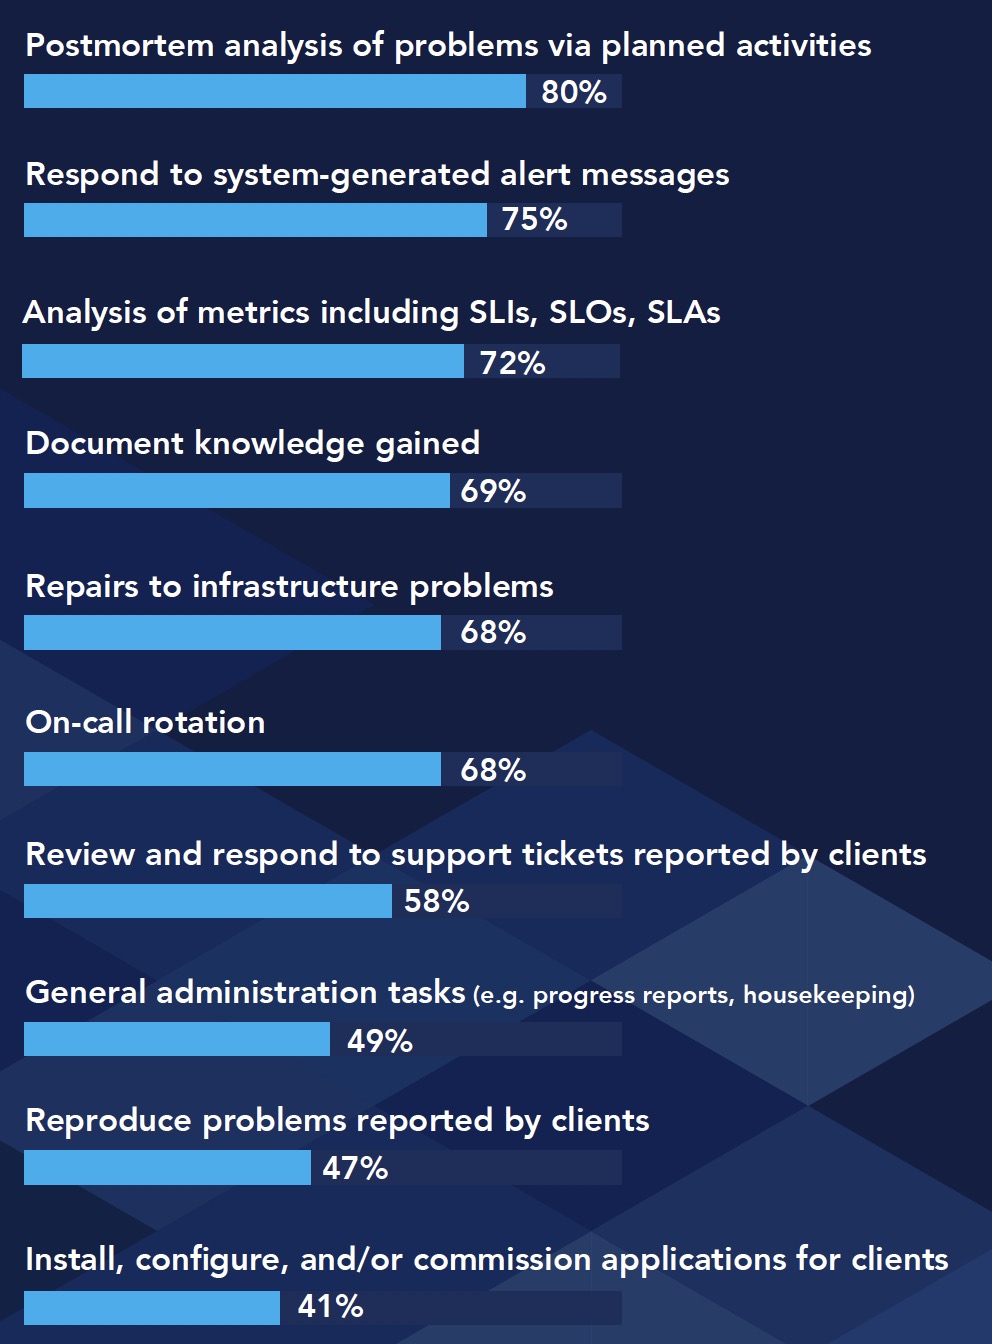 Postmortem analysis of problems via planned activities
80%
Respond to system-generated alert messages
75%
Analysis of metrics including SLIs, SLOs, SLAs
72%
Document knowledge gained
69%
Repairs to infrastructure problems
68%
On-call rotation
68%
Review and respond to support tickets reported by clients
58%
General administration tasks (e.g. progress reports, housekeeping)
49%
Reproduce problems reported by clients
47%
Install, configure, and/or commission applications for clients
41%